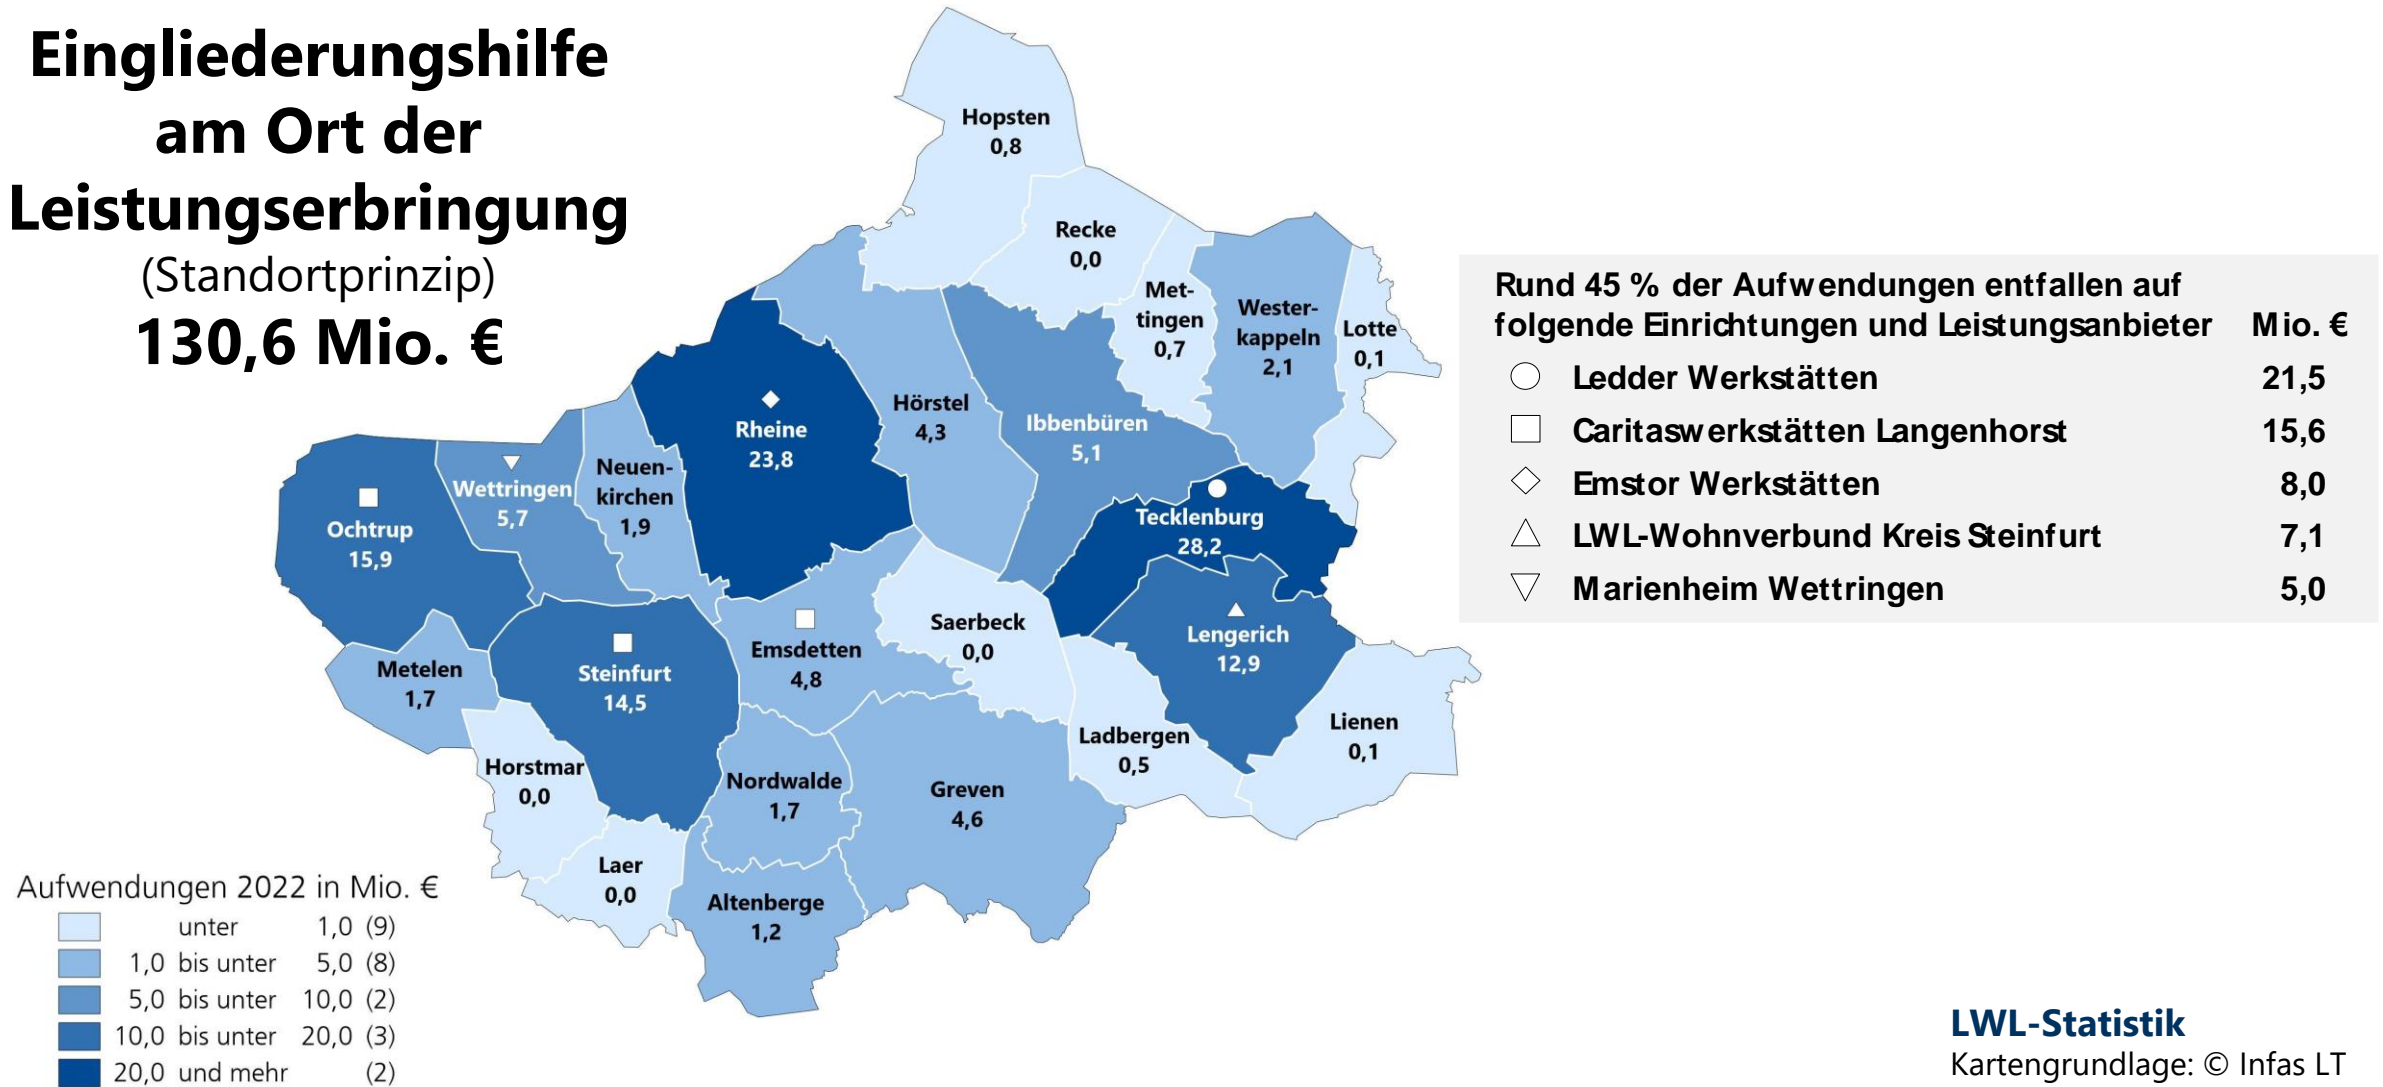 Eingliederungshilfe
am Ort der
Leistungserbringung
(Standortprinzip)
130,6 Mio. €
Hopsten
0,8
Recke
0,0
Met-
tingen
0,7
Wester-
kappeln
2,1
Lotte
0,1
Hörstel
4,3
Ibbenbüren
5,1
Rheine
23,8
Neuen-
kirchen
1,9
Wettringen
5,7
Ochtrup
15,9
Tecklenburg
28,2
Lengerich
12,9
Saerbeck
0,0
Emsdetten
4,8
Steinfurt
14,5
Metelen
1,7
Horstmar
0,0
Laer
0,0
Nordwalde
1,7
Altenberge
1,2
Greven
4,6
Ladbergen
0,5
Lienen
0,1
Rund 45 % der Aufwendungen entfallen auf
folgende Einrichtungen und Leistungsanbieter Mio. €
Ledder Werkstätten 21,5
Caritaswerkstätten Langenhorst 15,6
Emstor Werkstätten 8,0
LWL-Wohnverbund Kreis Steinfurt 7,1
Marienheim Wettringen 5,0
Aufwendungen 2022 in Mio. €
unter 1,0 (9)
1,0 bis unter 5,0 (8)
5,0 bis unter 10,0 (2)
10,0 bis unter 20,0 (3)
20,0 und mehr (2)
LWL-Statistik
Kartengrundlage: © Infas LT